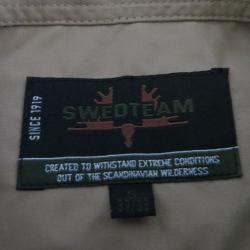 SINCE 1919
SWEDTEAM
CREATED TO WITHSTAND EXTREME CONDITIONS
OUT OF THE SCANDINAVIAN WILDERNESS
S